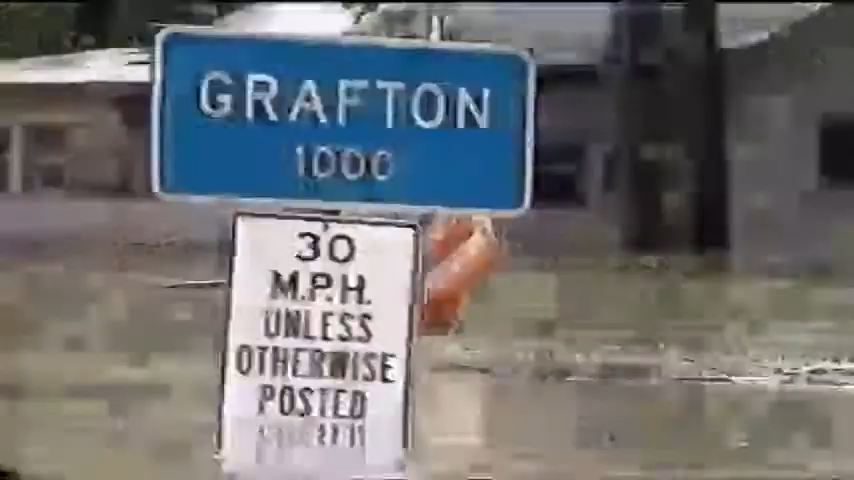 GRAFTON
1000
30
M.P.H.
UNLESS
OTHERWISE
POSTED